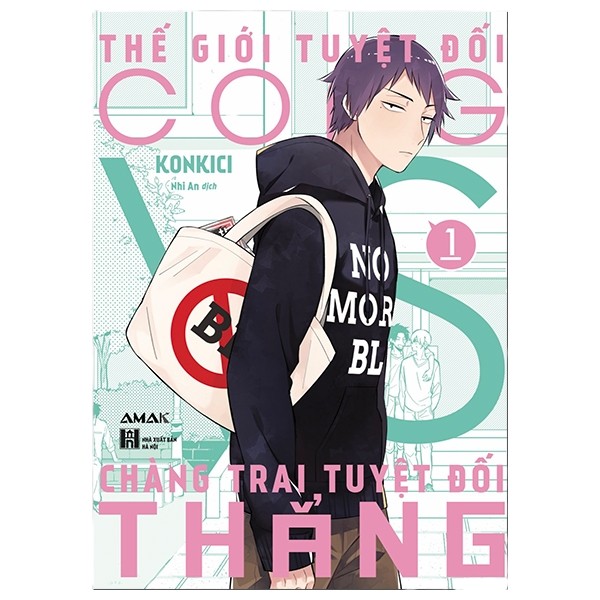 THẾ GIỚI TUYỆT ĐỐI
CONG
KONKICI
Nhi An dịch
VS
1
NO
MOR
BL
BL
AMAK
NHÀ XUẤT BẢN
HÀ NỘI
CHÀNG TRAI TUYỆT ĐỐI
THẲNG